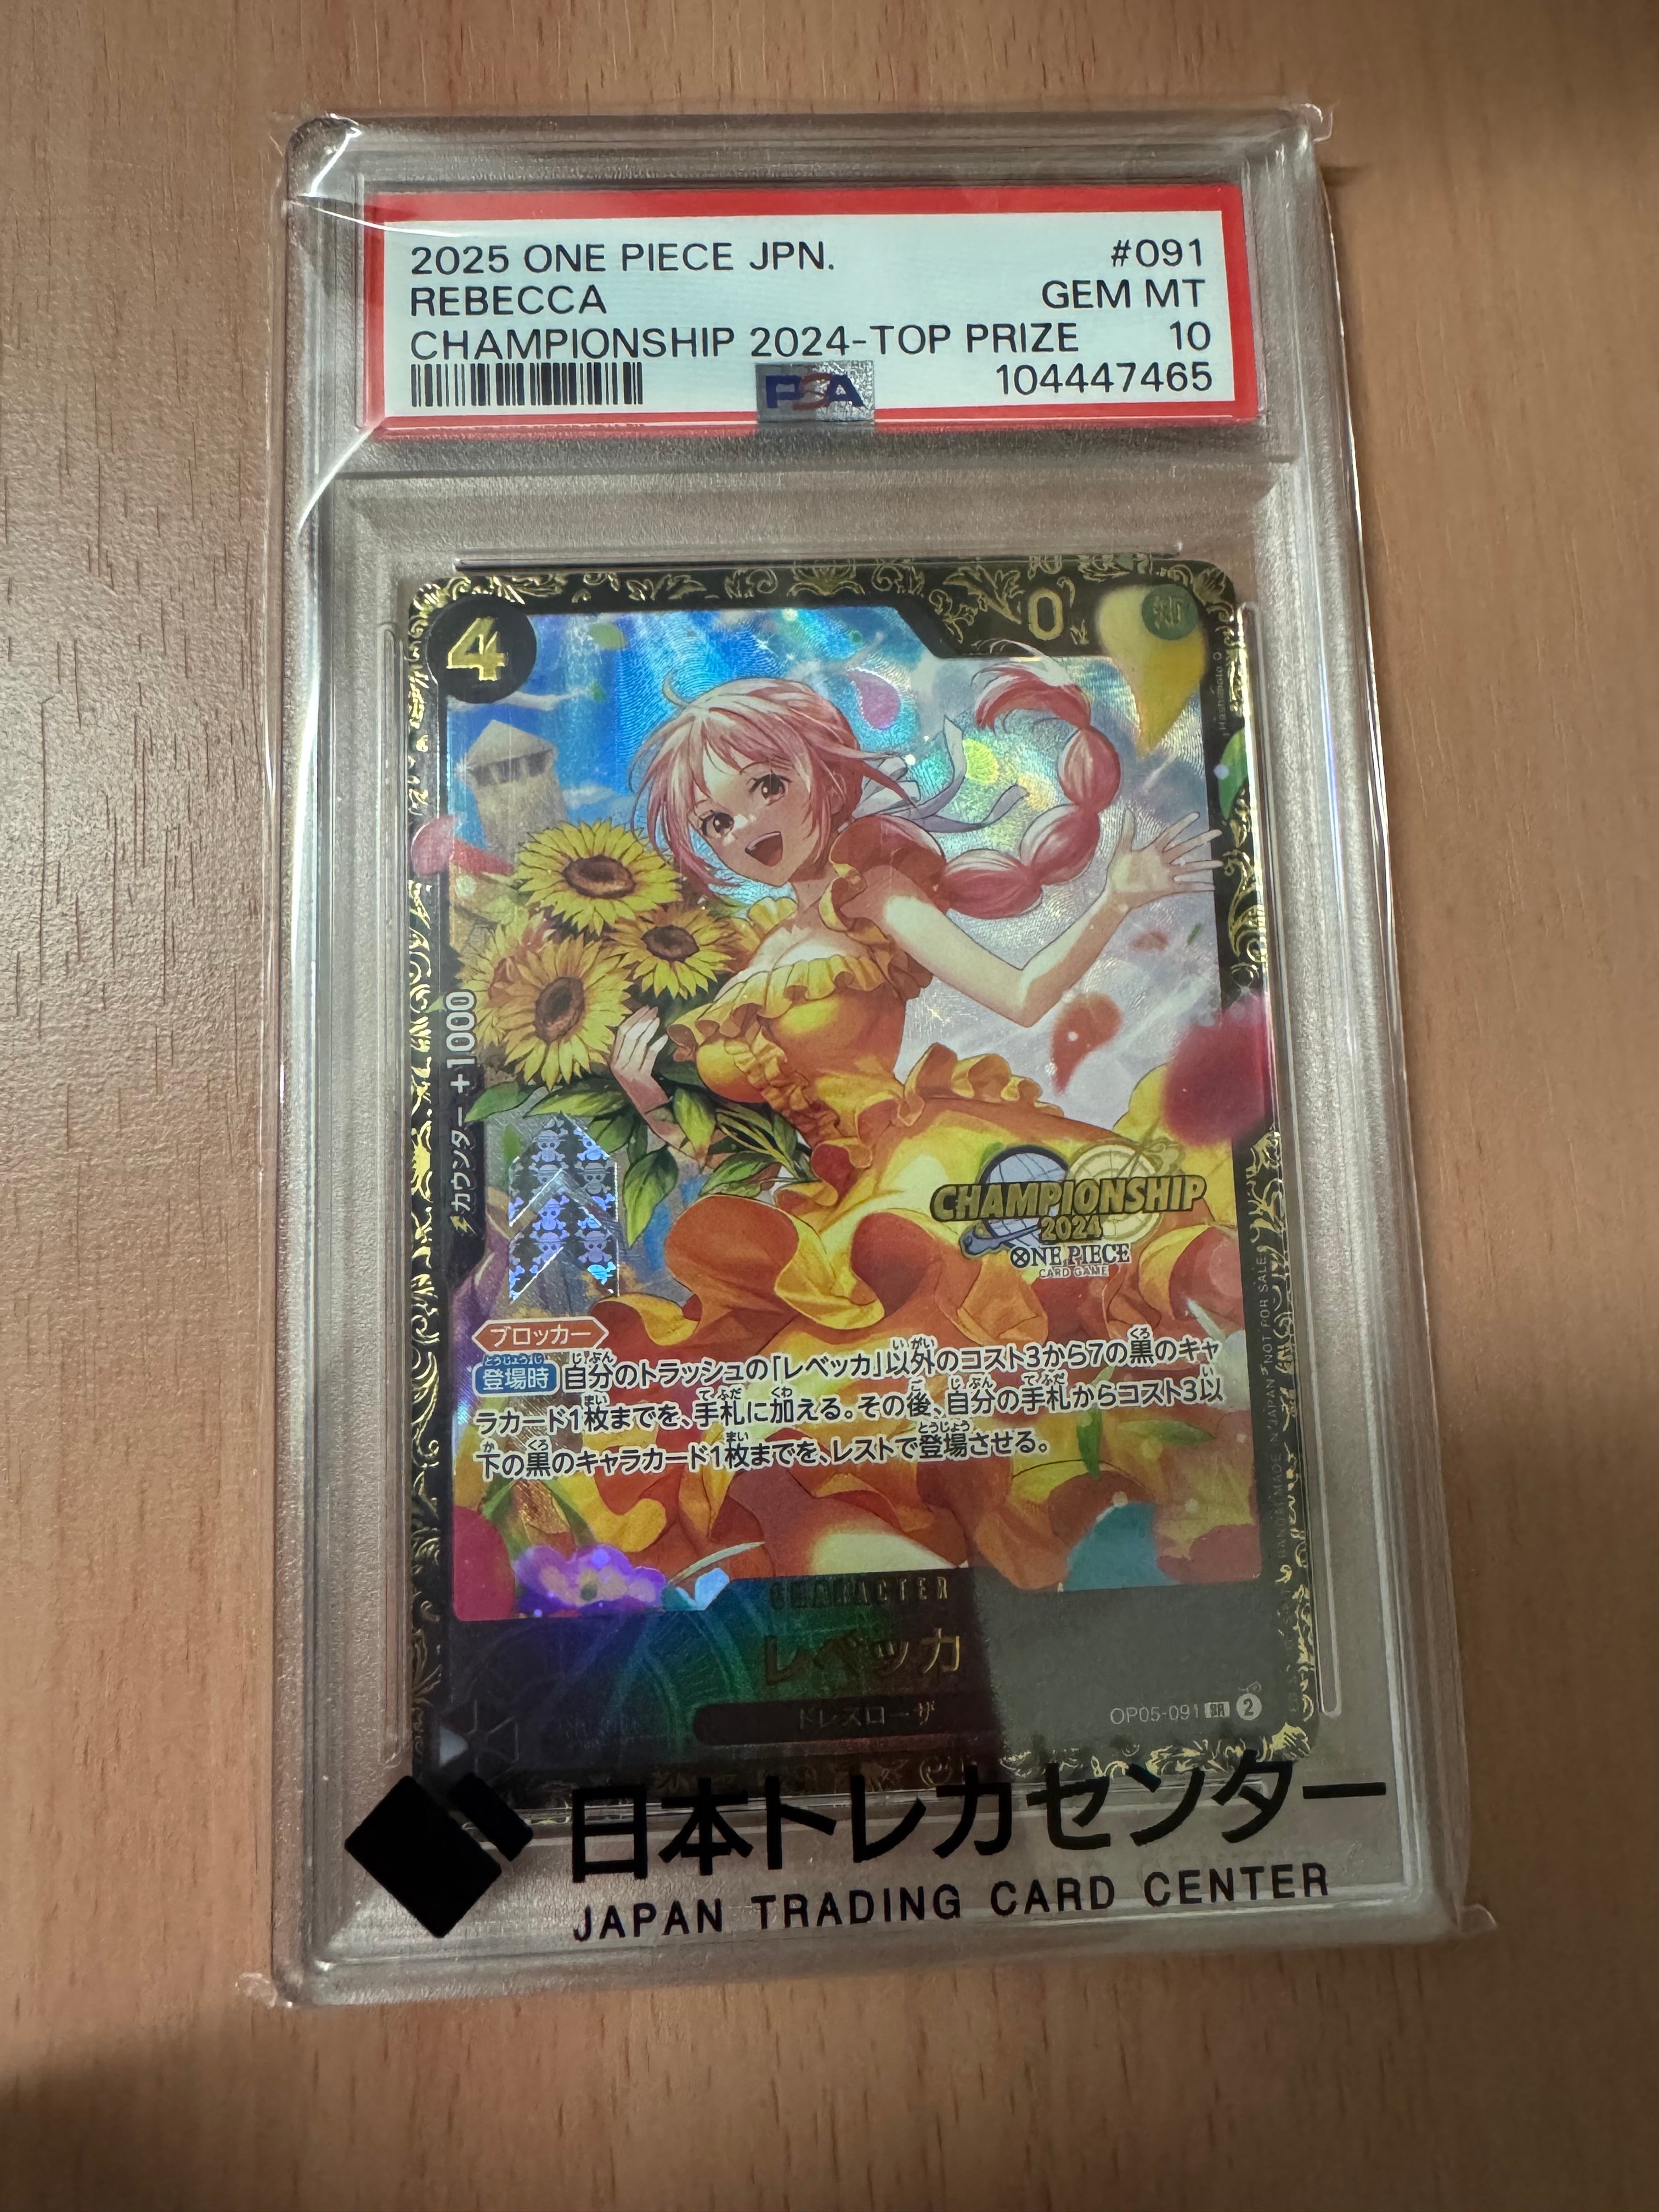 2025 ONE PIECE JPN. #091
REBECCA GEM MT
CHAMPIONSHIP 2024-TOP PRIZE 10
PSA 104447465
4
0
Hashimoto Q
カウンター +1000
CHAMPIONSHIP
2024
ONE PIECE
CARD GAME
ブロッカー
登場時 自分のトラッシュの「レベッカ」以外のコスト3から7の黒のキャ
ラカード1枚までを、手札に加える。その後、自分の手札からコスト3以
下の黒のキャラカード1枚までを、レストで登場させる。
NOT FOR SALE
CHARACTER
レベッカ
ドレスローザ
OP05-091 SR 2
日本トレカセンター
JAPAN TRADING CARD CENTER